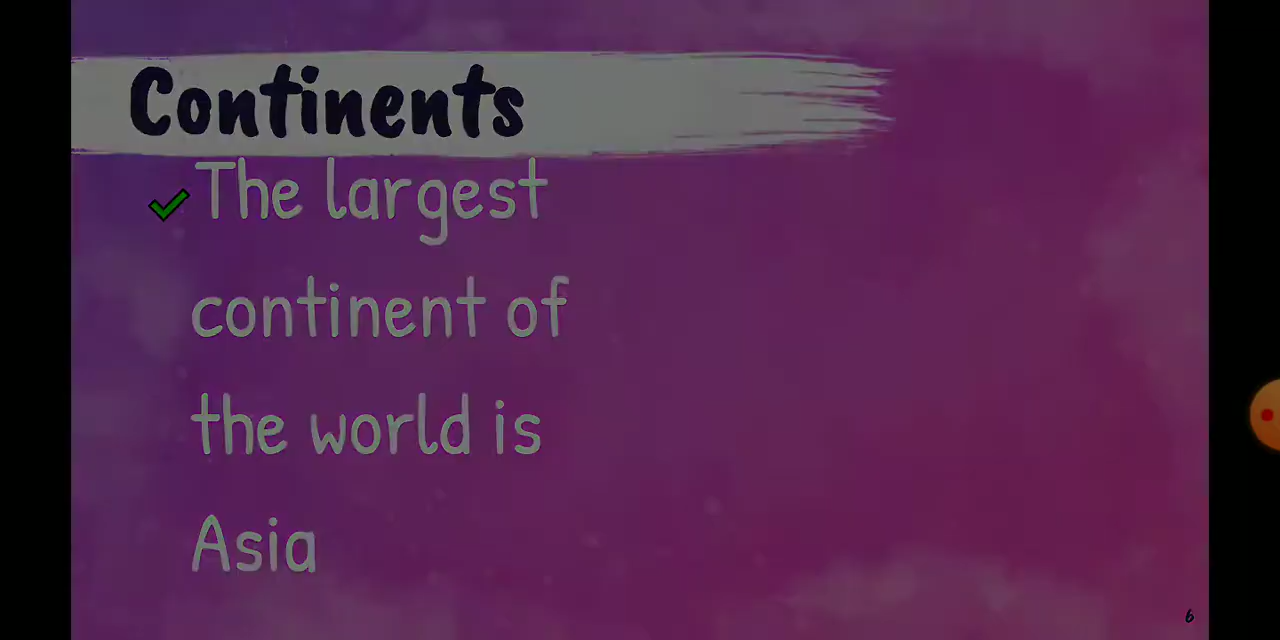 Continents
The largest
continent of
the world is
Asia
6